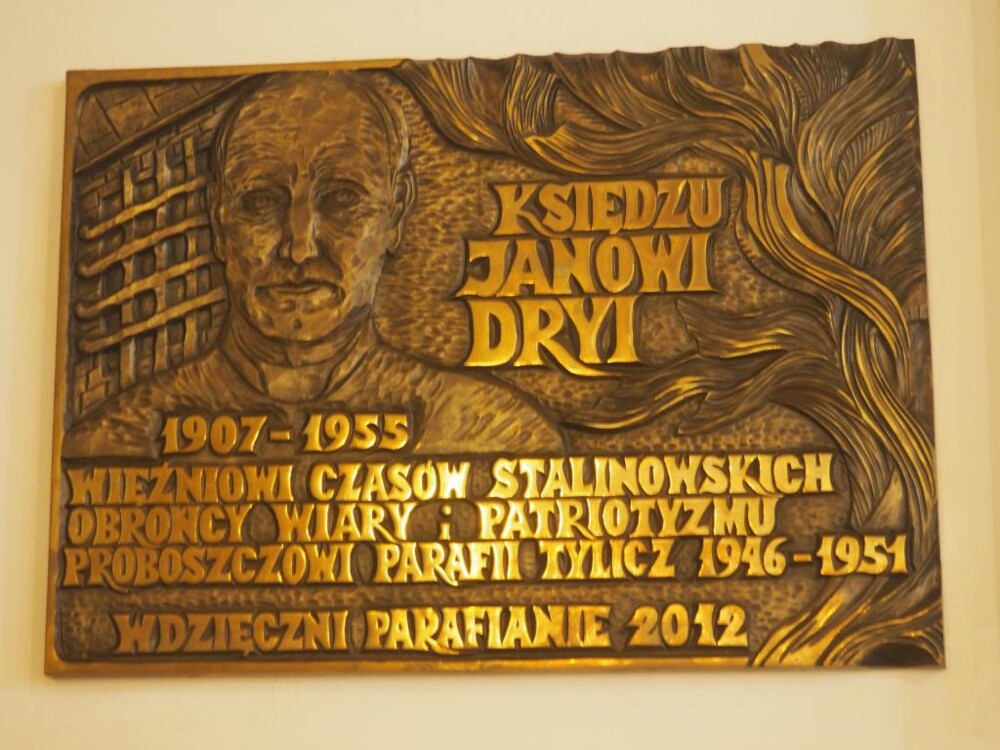 KSIĘDZU
JANOWI
DRYI
1907-1955
WIĘŹNIOWI CZASÓW STALINOWSKICH
OBROŃCY WIARY i PATRIOTYZMU
PROBOSZCZOWI PARAFII TYLICZ 1946-1951
WDZIĘCZNI PARAFIANIE 2012